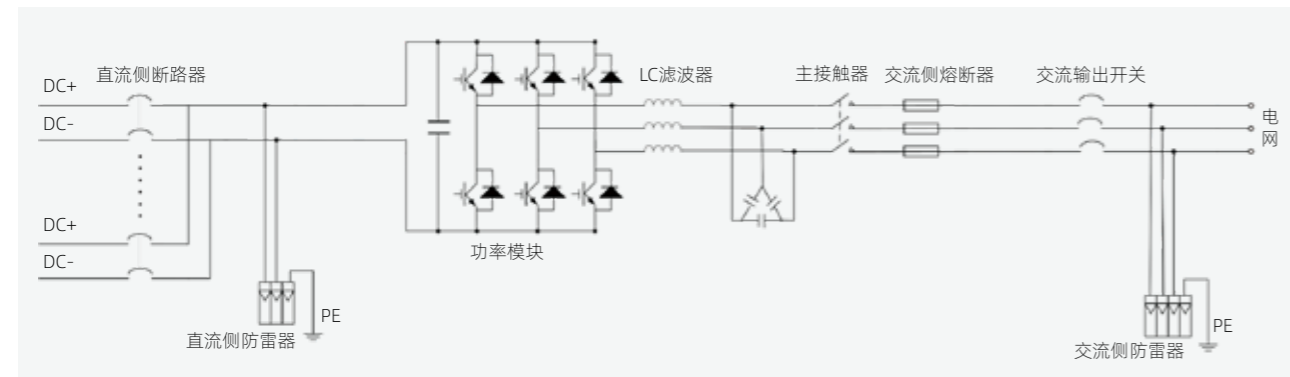 直流侧断路器
LC滤波器
主接触器
交流侧熔断器
交流输出开关
DC+
DC-
电
网
DC+
DC-
功率模块
PE
直流侧防雷器
PE
交流侧防雷器